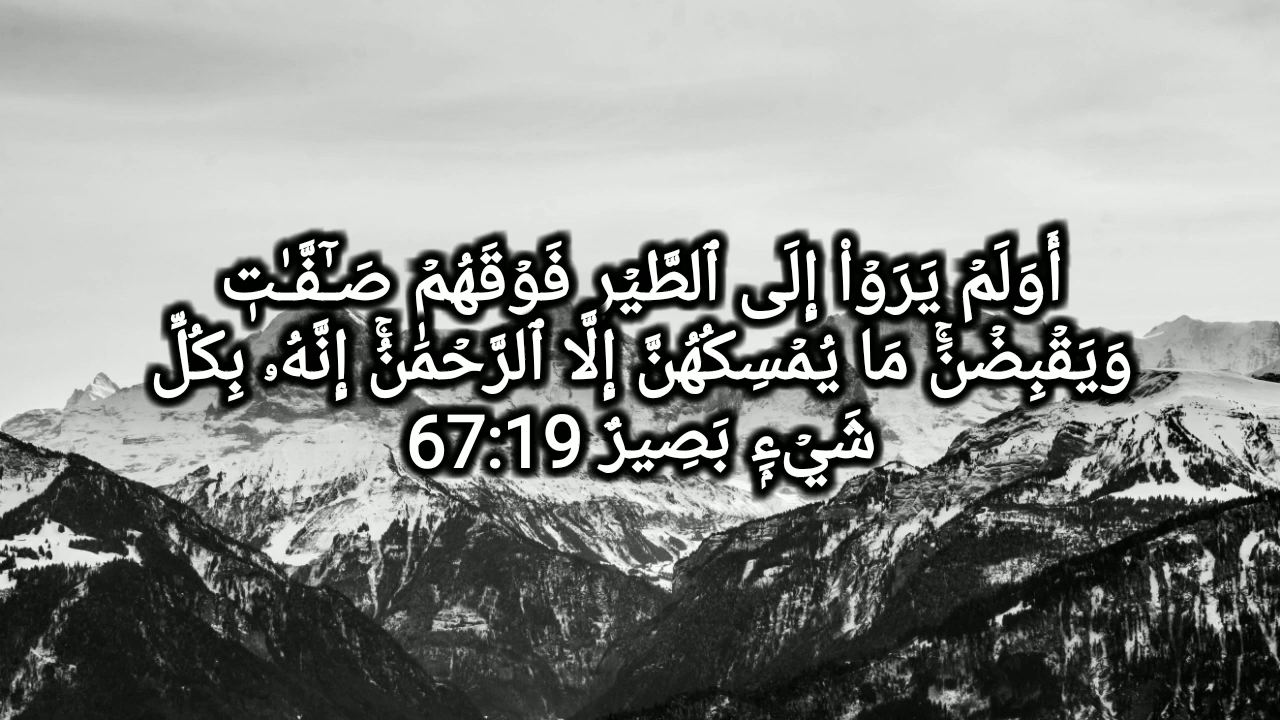 أَوَلَمْ يَرَوْا۟ إِلَى ٱلطَّيْرِ فَوْقَهُمْ صَـٰٓفَّـٰتٍۢ
وَيَقْبِضْنَ ۚ مَا يُمْسِكُهُنَّ إِلَّا ٱلرَّحْمَـٰنُ ۚ إِنَّهُۥ بِكُلِّ
شَىْءٍۭ بَصِيرٌ 67:19